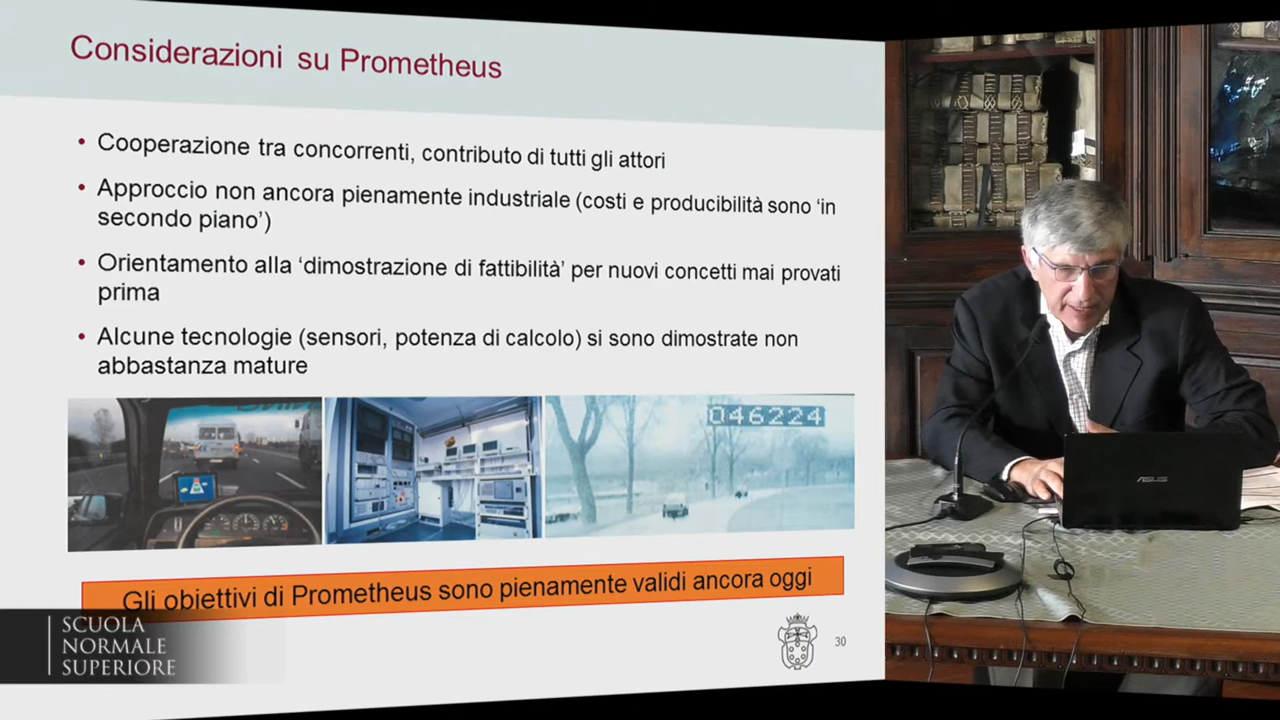 Considerazioni su Prometheus
• Cooperazione tra concorrenti, contributo di tutti gli attori
• Approccio non ancora pienamente industriale (costi e producibilità sono ‘in
secondo piano’)
• Orientamento alla ‘dimostrazione di fattibilità’ per nuovi concetti mai provati
prima
• Alcune tecnologie (sensori, potenza di calcolo) si sono dimostrate non
abbastanza mature
046224
Gli obiettivi di Prometheus sono pienamente validi ancora oggi
SCUOLA
NORMALE
SUPERIORE
30
ASUS